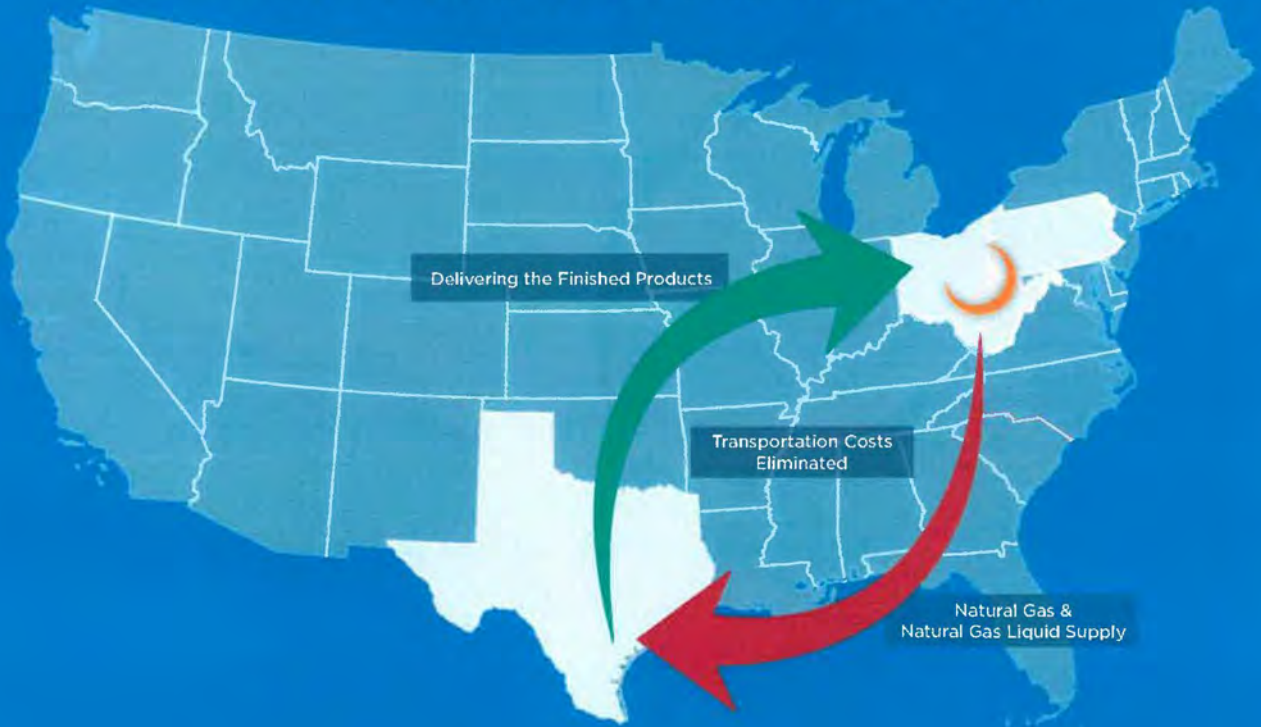 Delivering the Finished Products
Transportation Costs
Eliminated
Natural Gas &
Natural Gas Liquid Supply